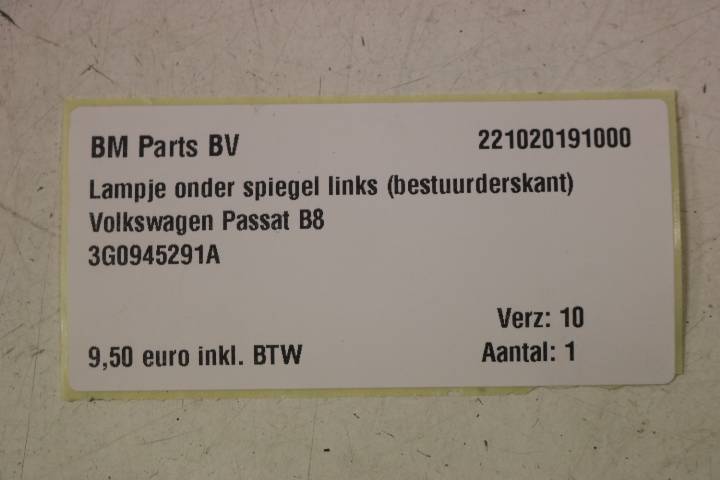 BM Parts BV 221020191000
Lampje onder spiegel links (bestuurderskant)
Volkswagen Passat B8
3G0945291A
Verz: 10
9,50 euro inkl. BTW Aantal: 1